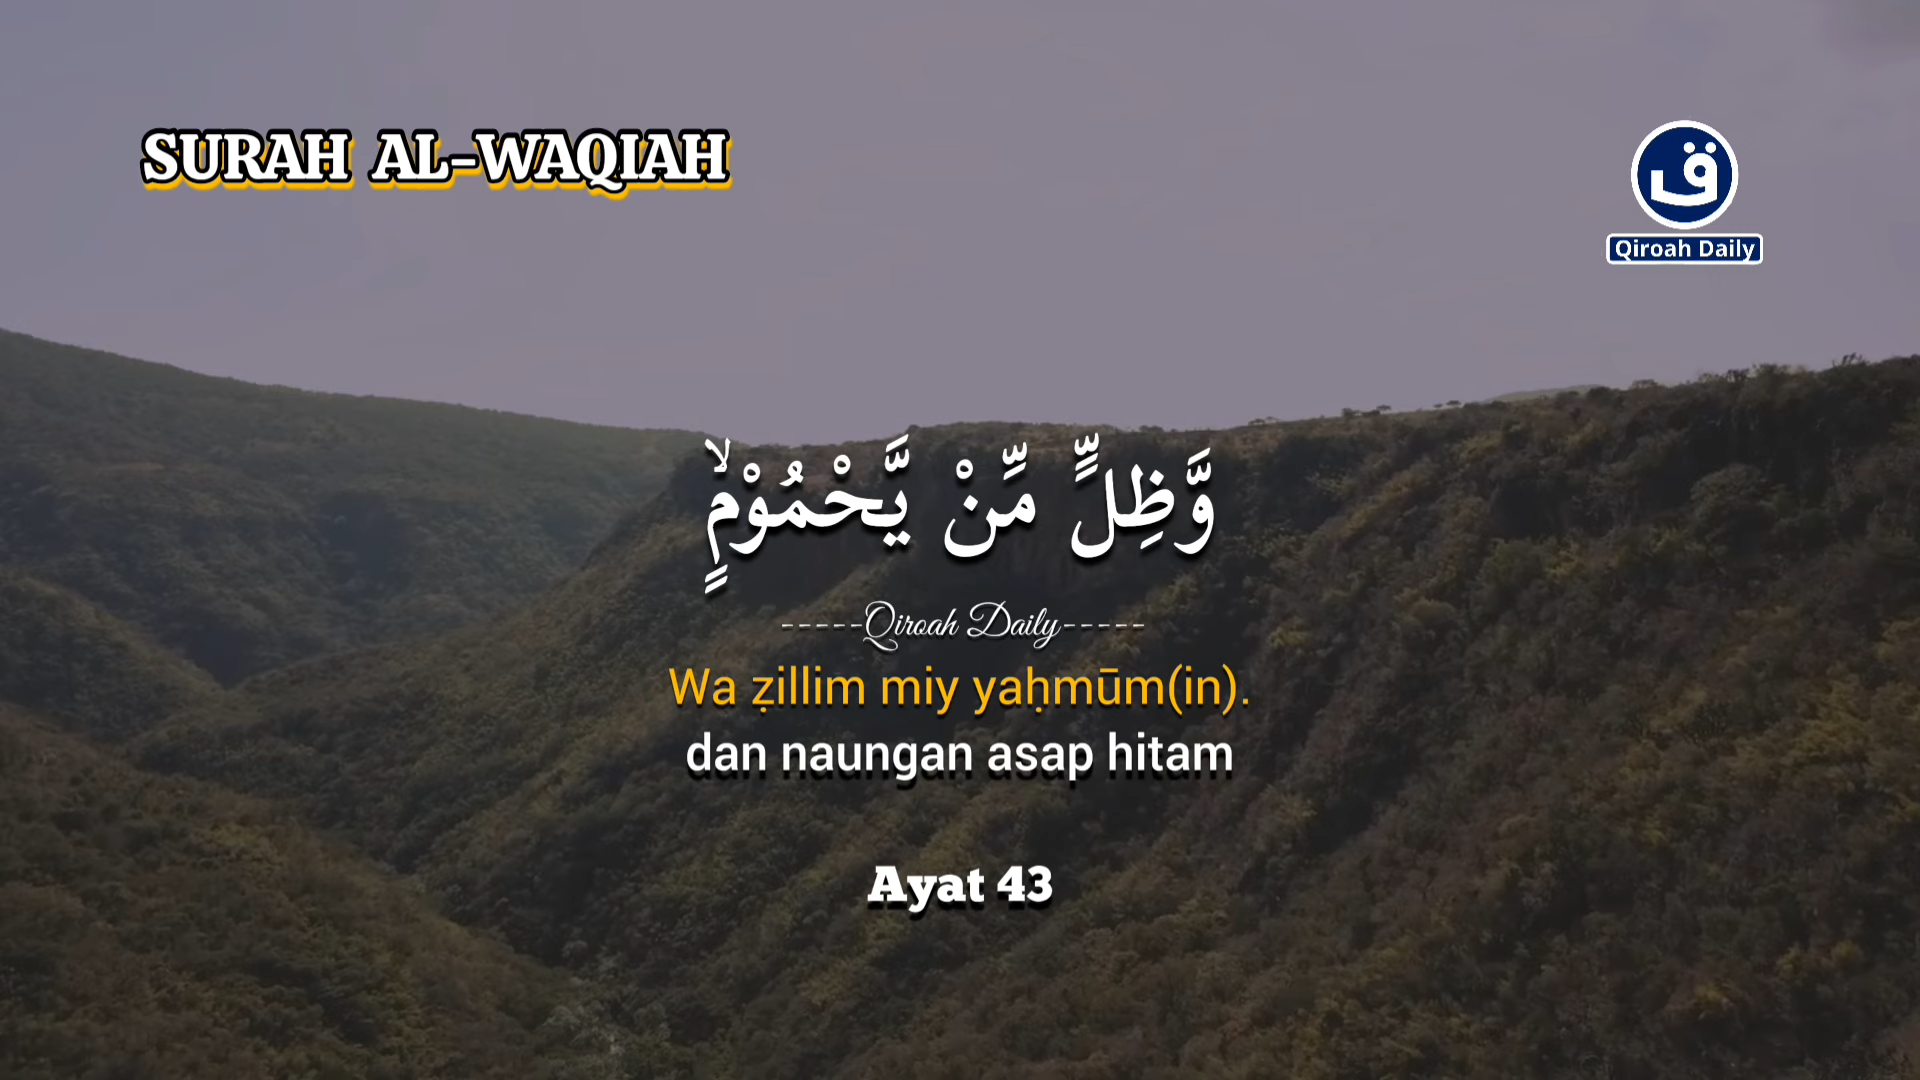 SURAH AL-WAQIAH
ق
Qiroah Daily
وَّظِلٍّ مِّنْ يَّحْمُوْمٍۙ
-----Qiroah Daily-----
Wa ẓillim miy yaḥmūm(in).
dan naungan asap hitam
Ayat 43